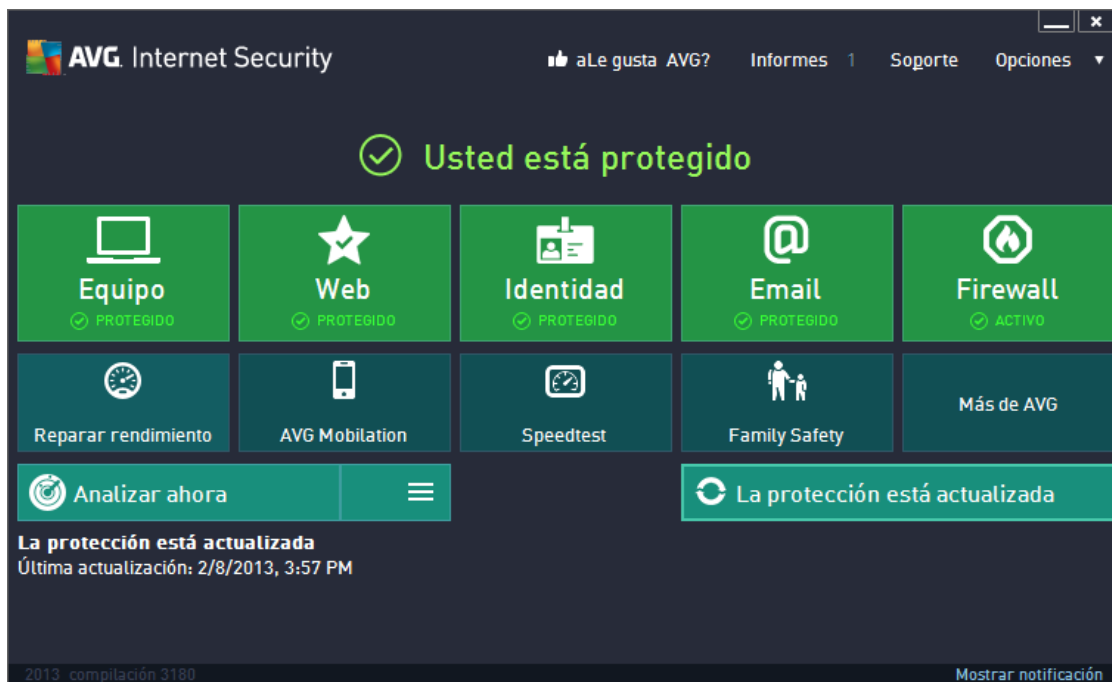 AVG. Internet Security
aLe gusta AVG?
Informes 1
Soporte
Opciones
Usted está protegido
Equipo
PROTEGIDO
Web
PROTEGIDO
Identidad
PROTEGIDO
Email
PROTEGIDO
Firewall
ACTIVO
Reparar rendimiento
AVG Mobilation
Speedtest
Family Safety
Más de AVG
Analizar ahora
La protección está actualizada
La protección está actualizada
Última actualización: 2/8/2013, 3:57 PM
2013 compilación 3180
Mostrar notificación